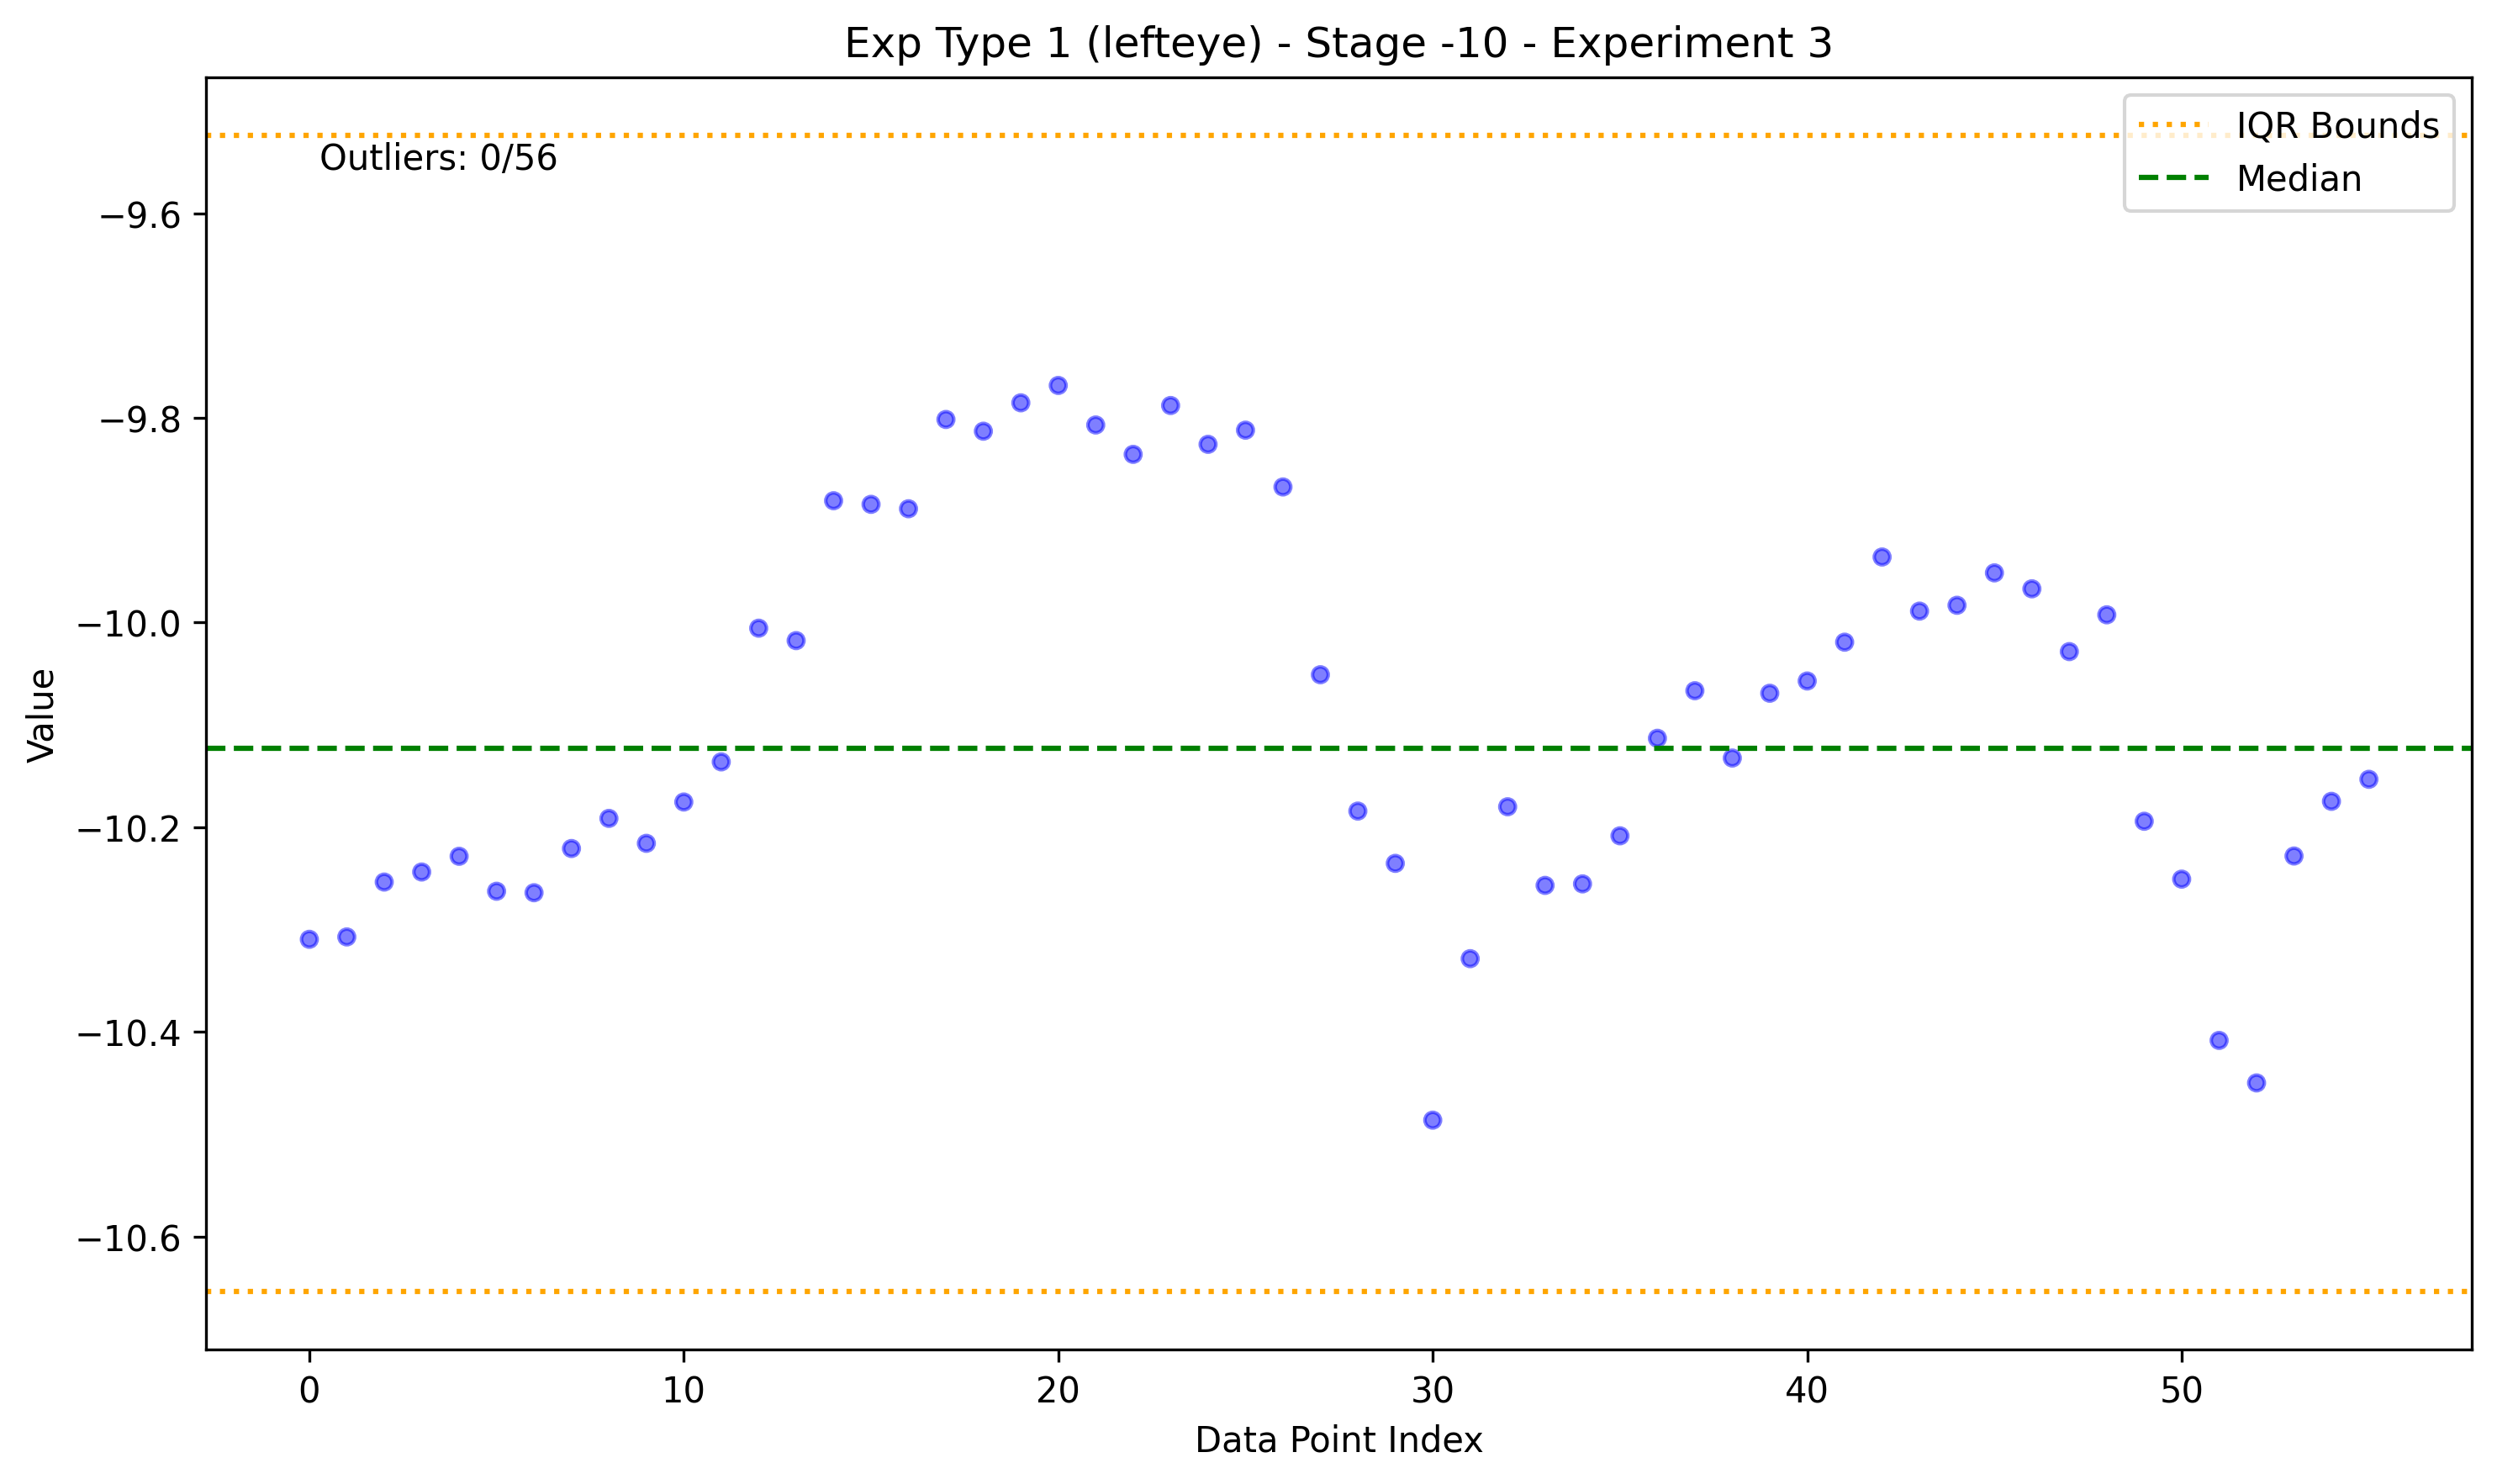 Exp Type 1 (lefteye) - Stage -10 - Experiment 3
IQR Bounds
Median
Outliers: 0/56
−9.6
−9.8
−10.0
−10.2
−10.4
−10.6
Value
0 10 20 30 40 50
Data Point Index